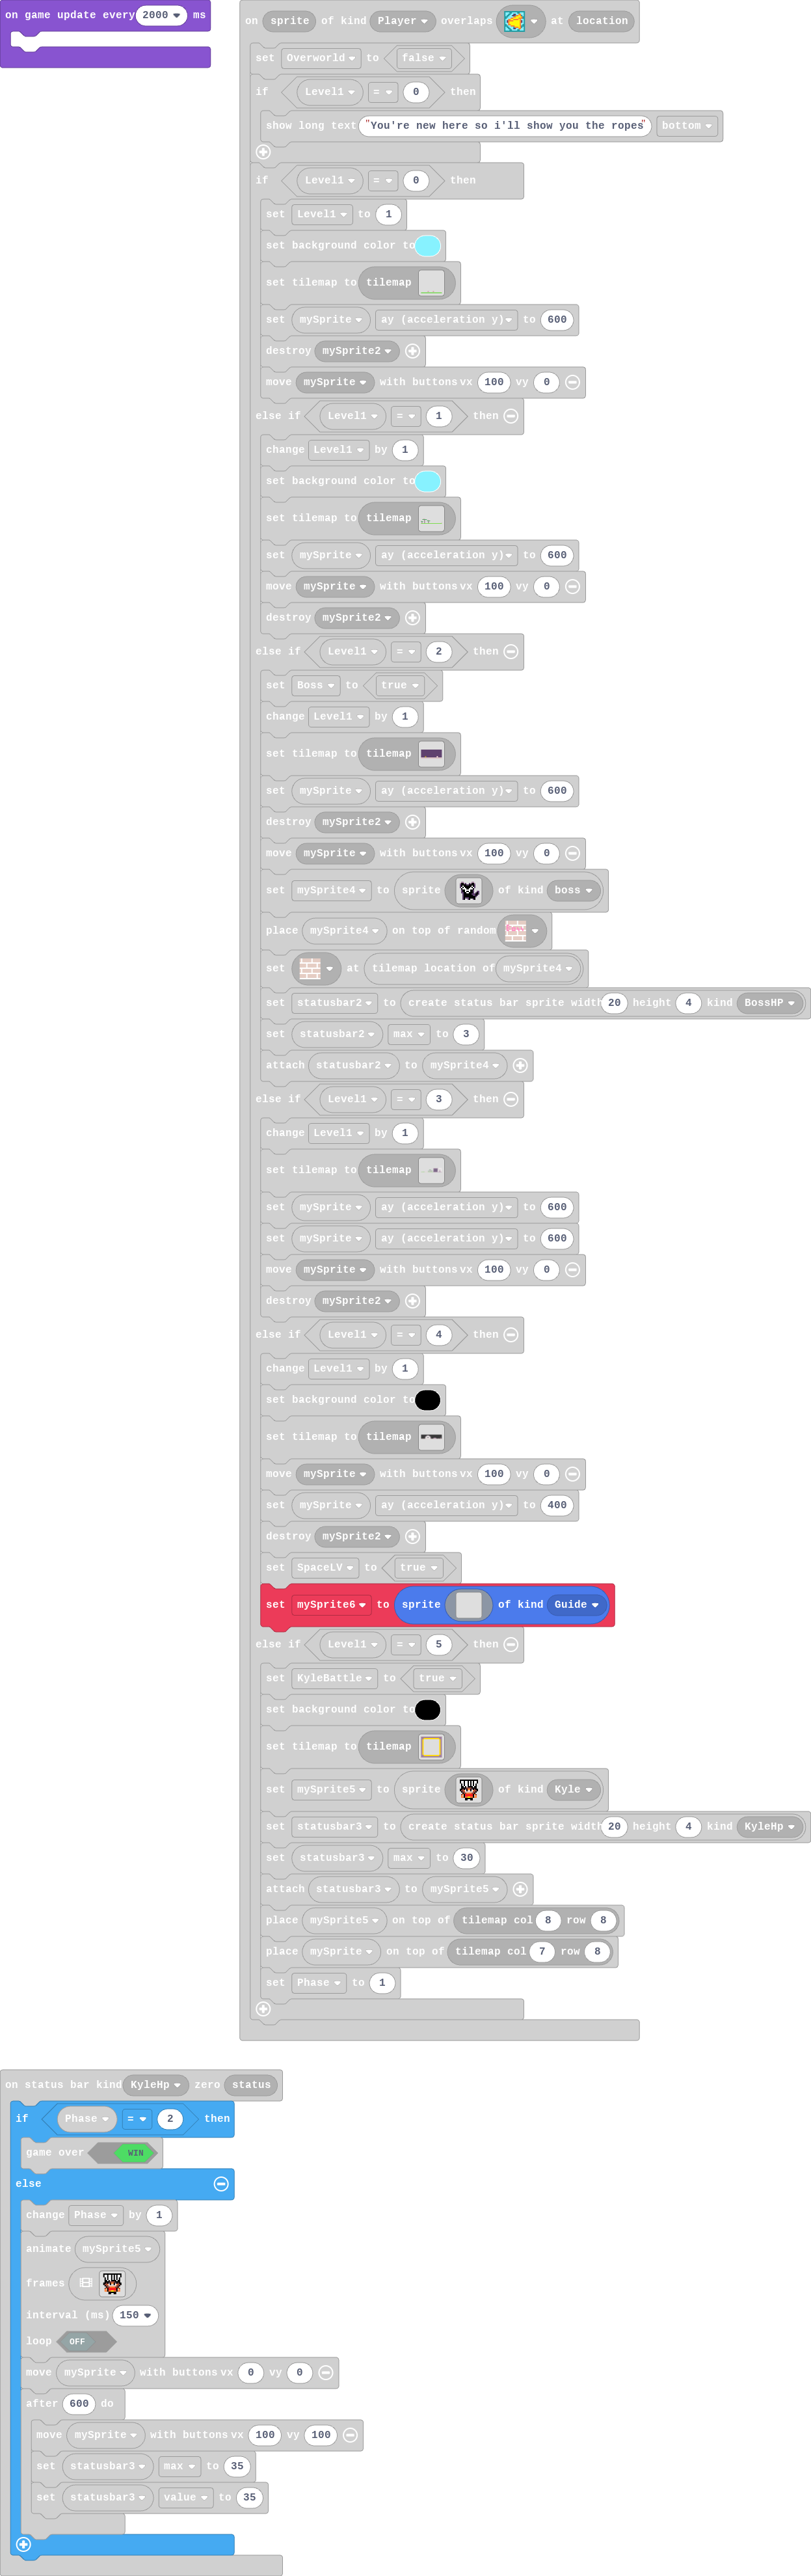 on game update every 2000 ms
on sprite of kind Player overlaps at location
set Overworld to false
if Level1 = 0 then
show long text "You're new here so i'll show you the ropes" bottom
if Level1 = 0 then
set Level1 to 1
set background color to
set tilemap to tilemap
set mySprite ay (acceleration y) to 600
destroy mySprite2
move mySprite with buttons vx 100 vy 0
else if Level1 = 1 then
change Level1 by 1
set background color to
set tilemap to tilemap
set mySprite ay (acceleration y) to 600
move mySprite with buttons vx 100 vy 0
destroy mySprite2
else if Level1 = 2 then
set Boss to true
change Level1 by 1
set tilemap to tilemap
set mySprite ay (acceleration y) to 600
destroy mySprite2
move mySprite with buttons vx 100 vy 0
set mySprite4 to sprite of kind boss
place mySprite4 on top of random
set at tilemap location of mySprite4
set statusbar2 to create status bar sprite width 20 height 4 kind BossHP
set statusbar2 max to 3
attach statusbar2 to mySprite4
else if Level1 = 3 then
change Level1 by 1
set tilemap to tilemap
set mySprite ay (acceleration y) to 600
set mySprite ay (acceleration y) to 600
move mySprite with buttons vx 100 vy 0
destroy mySprite2
else if Level1 = 4 then
change Level1 by 1
set background color to
set tilemap to tilemap
move mySprite with buttons vx 100 vy 0
set mySprite ay (acceleration y) to 400
destroy mySprite2
set SpaceLV to true
set mySprite6 to sprite of kind Guide
else if Level1 = 5 then
set KyleBattle to true
set background color to
set tilemap to tilemap
set mySprite5 to sprite of kind Kyle
set statusbar3 to create status bar sprite width 20 height 4 kind KyleHp
set statusbar3 max to 30
attach statusbar3 to mySprite5
place mySprite5 on top of tilemap col 8 row 8
place mySprite on top of tilemap col 7 row 8
set Phase to 1
on status bar kind KyleHp zero status
if Phase = 2 then
game over WIN
else
change Phase by 1
animate mySprite5
frames
interval (ms) 150
loop OFF
move mySprite with buttons vx 0 vy 0
after 600 do
move mySprite with buttons vx 100 vy 100
set statusbar3 max to 35
set statusbar3 value to 35